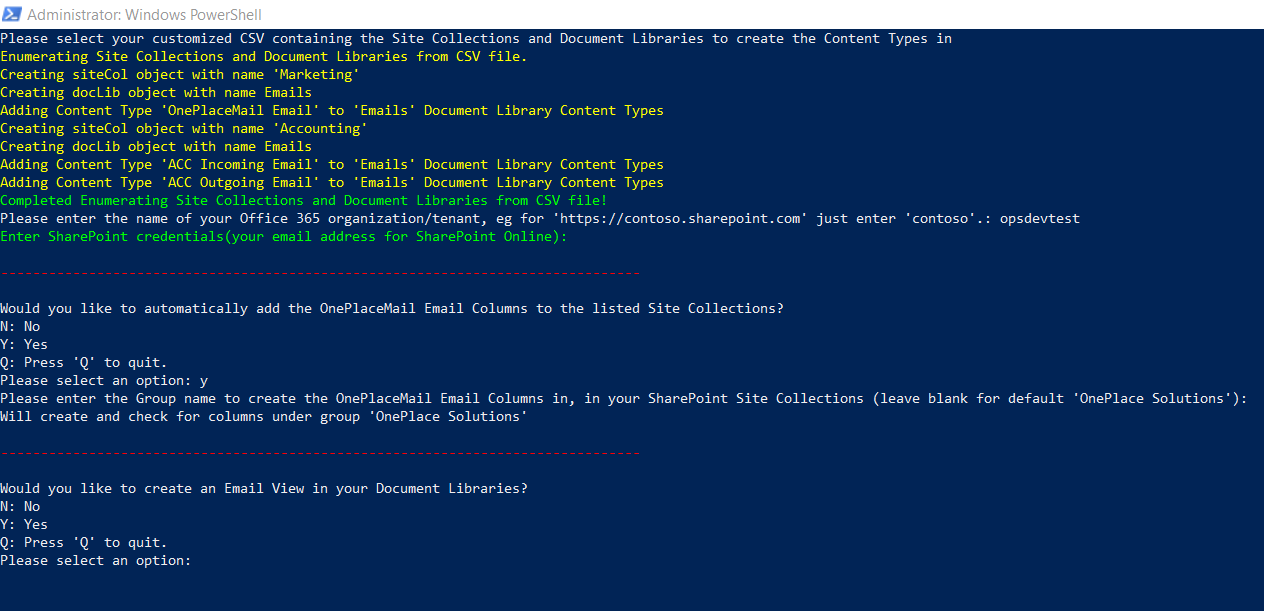 Administrator: Windows PowerShell
Please select your customized CSV containing the Site Collections and Document Libraries to create the Content Types in
Enumerating Site Collections and Document Libraries from CSV file.
Creating siteCol object with name 'Marketing'
Creating docLib object with name Emails
Adding Content Type 'OnePlaceMail Email' to 'Emails' Document Library Content Types
Creating siteCol object with name 'Accounting'
Creating docLib object with name Emails
Adding Content Type 'ACC Incoming Email' to 'Emails' Document Library Content Types
Adding Content Type 'ACC Outgoing Email' to 'Emails' Document Library Content Types
Completed Enumerating Site Collections and Document Libraries from CSV file!
Please enter the name of your Office 365 organization/tenant, eg for 'https://contoso.sharepoint.com' just enter 'contoso'.: opsdevtest
Enter SharePoint credentials(your email address for SharePoint Online):
--------------------------------------------------------------------------------
Would you like to automatically add the OnePlaceMail Email Columns to the listed Site Collections?
N: No
Y: Yes
Q: Press 'Q' to quit.
Please select an option: y
Please enter the Group name to create the OnePlaceMail Email Columns in, in your SharePoint Site Collections (leave blank for default 'OnePlace Solutions'):
Will create and check for columns under group 'OnePlace Solutions'
--------------------------------------------------------------------------------
Would you like to create an Email View in your Document Libraries?
N: No
Y: Yes
Q: Press 'Q' to quit.
Please select an option: